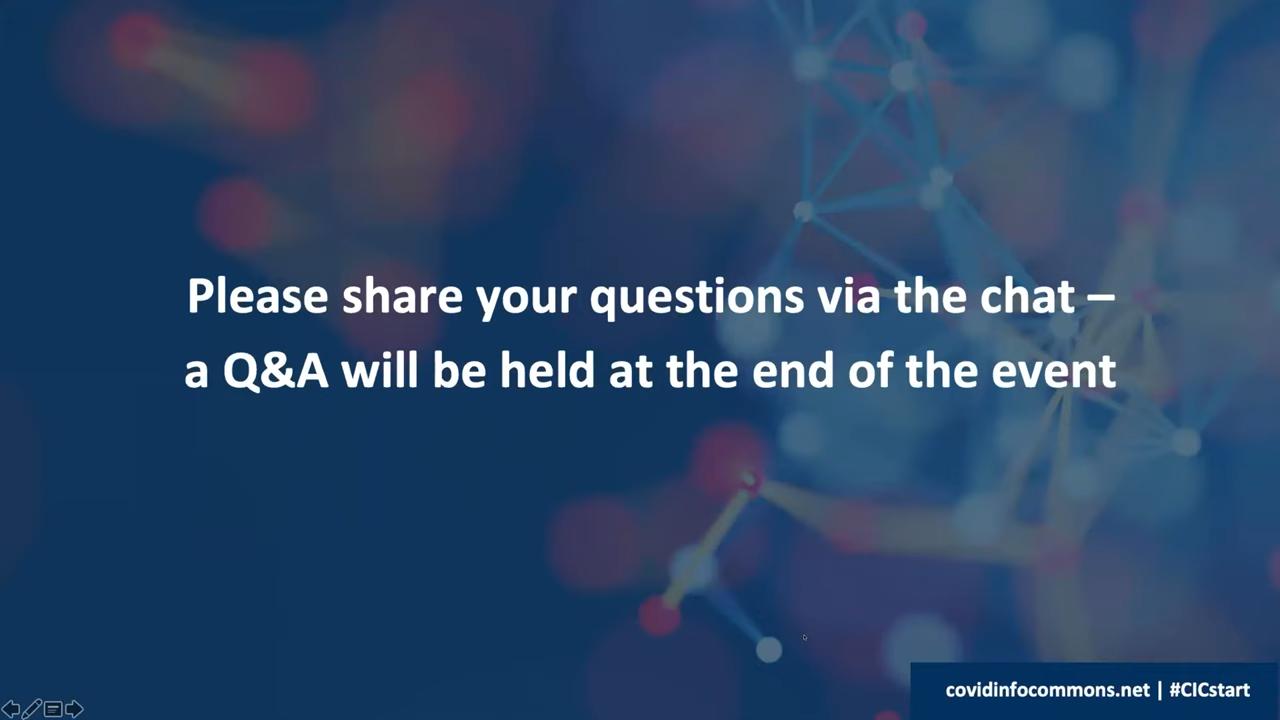 Please share your questions via the chat –
a Q&A will be held at the end of the event
covidinfocommons.net | #CICstart